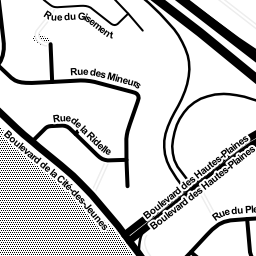 Rue du Gisement
Rue des Mineurs
Rue de la Ridelle
Boulevard de la Cité-des-Jeunes
Boulevard des Hautes-Plaines
Boulevard des Hautes-Plaines
Rue du Ple